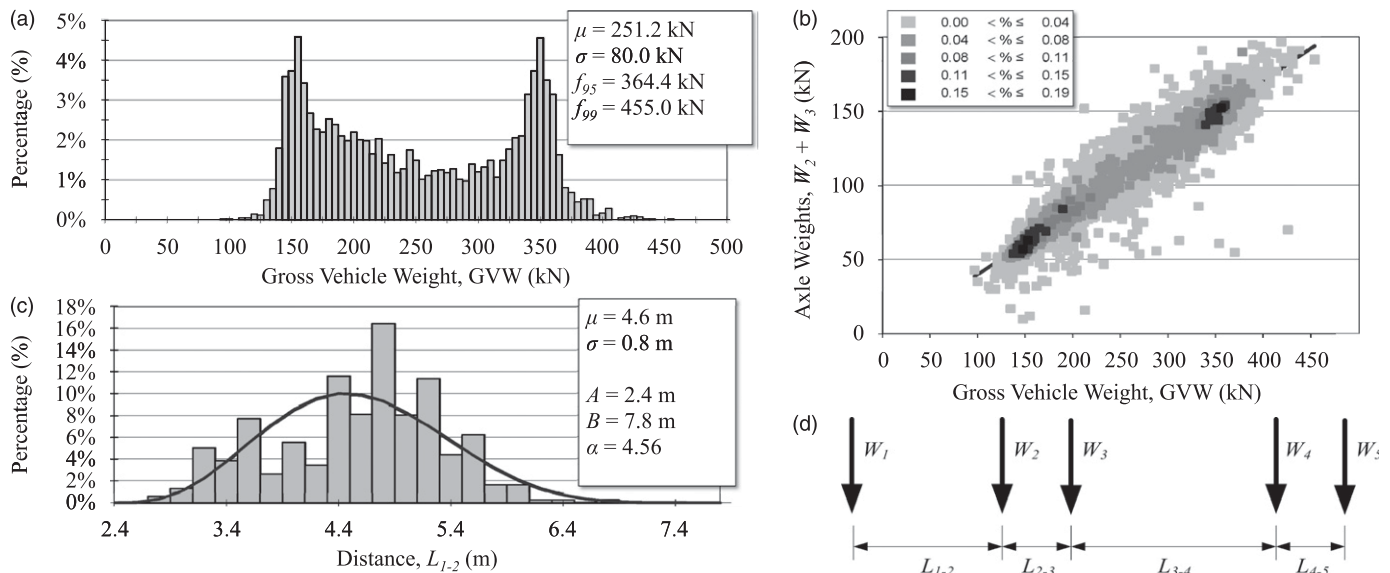 (a)
5%
4%
3%
2%
1%
0%
Percentage (%)
0 50 100 150 200 250 300 350 400 450 500
Gross Vehicle Weight, GVW (kN)
μ = 251.2 kN
σ = 80.0 kN
f95 = 364.4 kN
f99 = 455.0 kN
(b)
200
150
100
50
0
Axle Weights, W2 + W3 (kN)
0.00 < % ≤ 0.04
0.04 < % ≤ 0.08
0.08 < % ≤ 0.11
0.11 < % ≤ 0.15
0.15 < % ≤ 0.19
0 50 100 150 200 250 300 350 400 450 500
Gross Vehicle Weight, GVW (kN)
(c)
18%
16%
14%
12%
10%
8%
6%
4%
2%
0%
Percentage (%)
2.4 3.4 4.4 5.4 6.4 7.4
Distance, L1-2 (m)
μ = 4.6 m
σ = 0.8 m
A = 2.4 m
B = 7.8 m
α = 4.56
(d)
W1 W2 W3 W4 W5
L1-2 L2-3 L3-4 L4-5